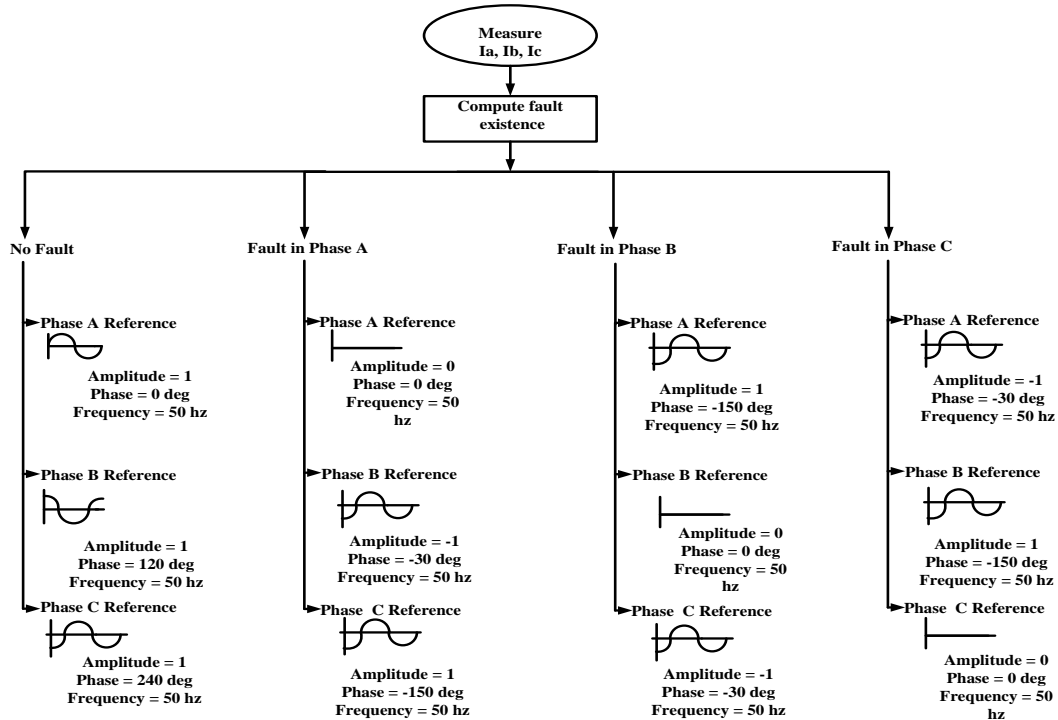 Measure
Ia, Ib, Ic
Compute fault
existence
No Fault
Phase A Reference
Amplitude = 1
Phase = 0 deg
Frequency = 50 hz
Phase B Reference
Amplitude = 1
Phase = 120 deg
Frequency = 50 hz
Phase C Reference
Amplitude = 1
Phase = 240 deg
Frequency = 50 hz
Fault in Phase A
Phase A Reference
Amplitude = 0
Phase = 0 deg
Frequency = 50
hz
Phase B Reference
Amplitude = -1
Phase = -30 deg
Frequency = 50 hz
Phase C Reference
Amplitude = 1
Phase = -150 deg
Frequency = 50 hz
Fault in Phase B
Phase A Reference
Amplitude = 1
Phase = -150 deg
Frequency = 50 hz
Phase B Reference
Amplitude = 0
Phase = 0 deg
Frequency = 50
hz
Phase C Reference
Amplitude = -1
Phase = -30 deg
Frequency = 50 hz
Fault in Phase C
Phase A Reference
Amplitude = -1
Phase = -30 deg
Frequency = 50 hz
Phase B Reference
Amplitude = 1
Phase = -150 deg
Frequency = 50 hz
Phase C Reference
Amplitude = 0
Phase = 0 deg
Frequency = 50
hz